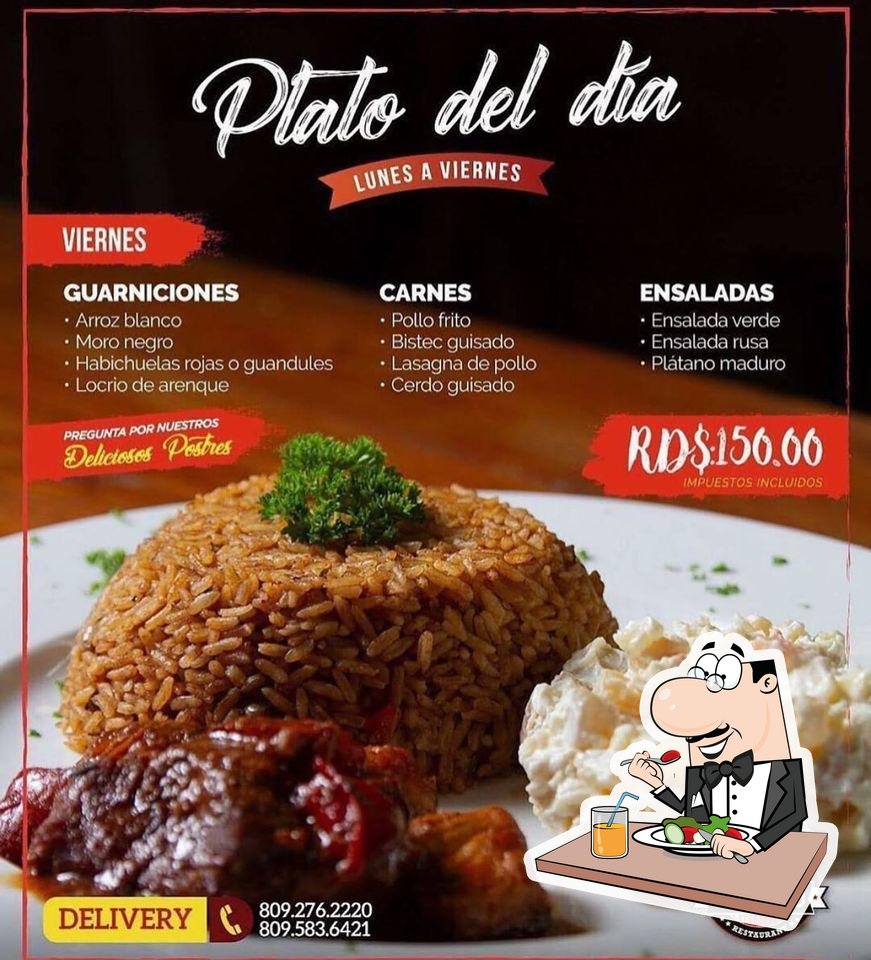 Plato del día
LUNES A VIERNES
VIERNES
GUARNICIONES
• Arroz blanco
• Moro negro
• Habichuelas rojas o guandules
• Locrio de arenque
CARNES
• Pollo frito
• Bistec guisado
• Lasagna de pollo
• Cerdo guisado
ENSALADAS
• Ensalada verde
• Ensalada rusa
• Plátano maduro
PREGUNTA POR NUESTROS
Deliciosos Postres
RD$:150.00
IMPUESTOS INCLUIDOS
DELIVERY
809.276.2220
809.583.6421
RESTAURANT